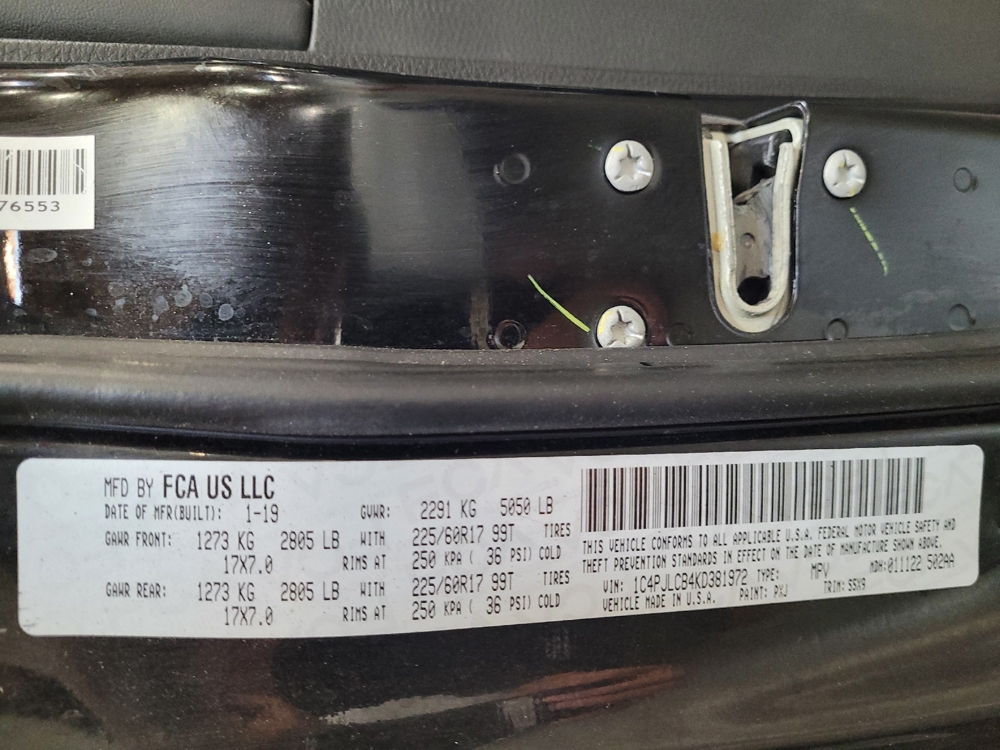 76553
MFD BY FCA US LLC
DATE OF MFR(BUILT): 1-19 GVWR: 2291 KG 5050 LB
GAWR FRONT: 1273 KG 2805 LB WITH 225/60R17 99T TIRES
17X7.0 RIMS AT 250 KPA ( 36 PSI) COLD
GAWR REAR: 1273 KG 2805 LB WITH 225/60R17 99T TIRES
17X7.0 RIMS AT 250 KPA ( 36 PSI) COLD
THIS VEHICLE CONFORMS TO ALL APPLICABLE U.S.A. FEDERAL MOTOR VEHICLE SAFETY AND
THEFT PREVENTION STANDARDS IN EFFECT ON THE DATE OF MANUFACTURE SHOWN ABOVE.
VIN: 1C4PJLCB4KD381972 TYPE: MPV MDH:011122 502AA
VEHICLE MADE IN U.S.A. PAINT: PXJ TRIM: S5X9